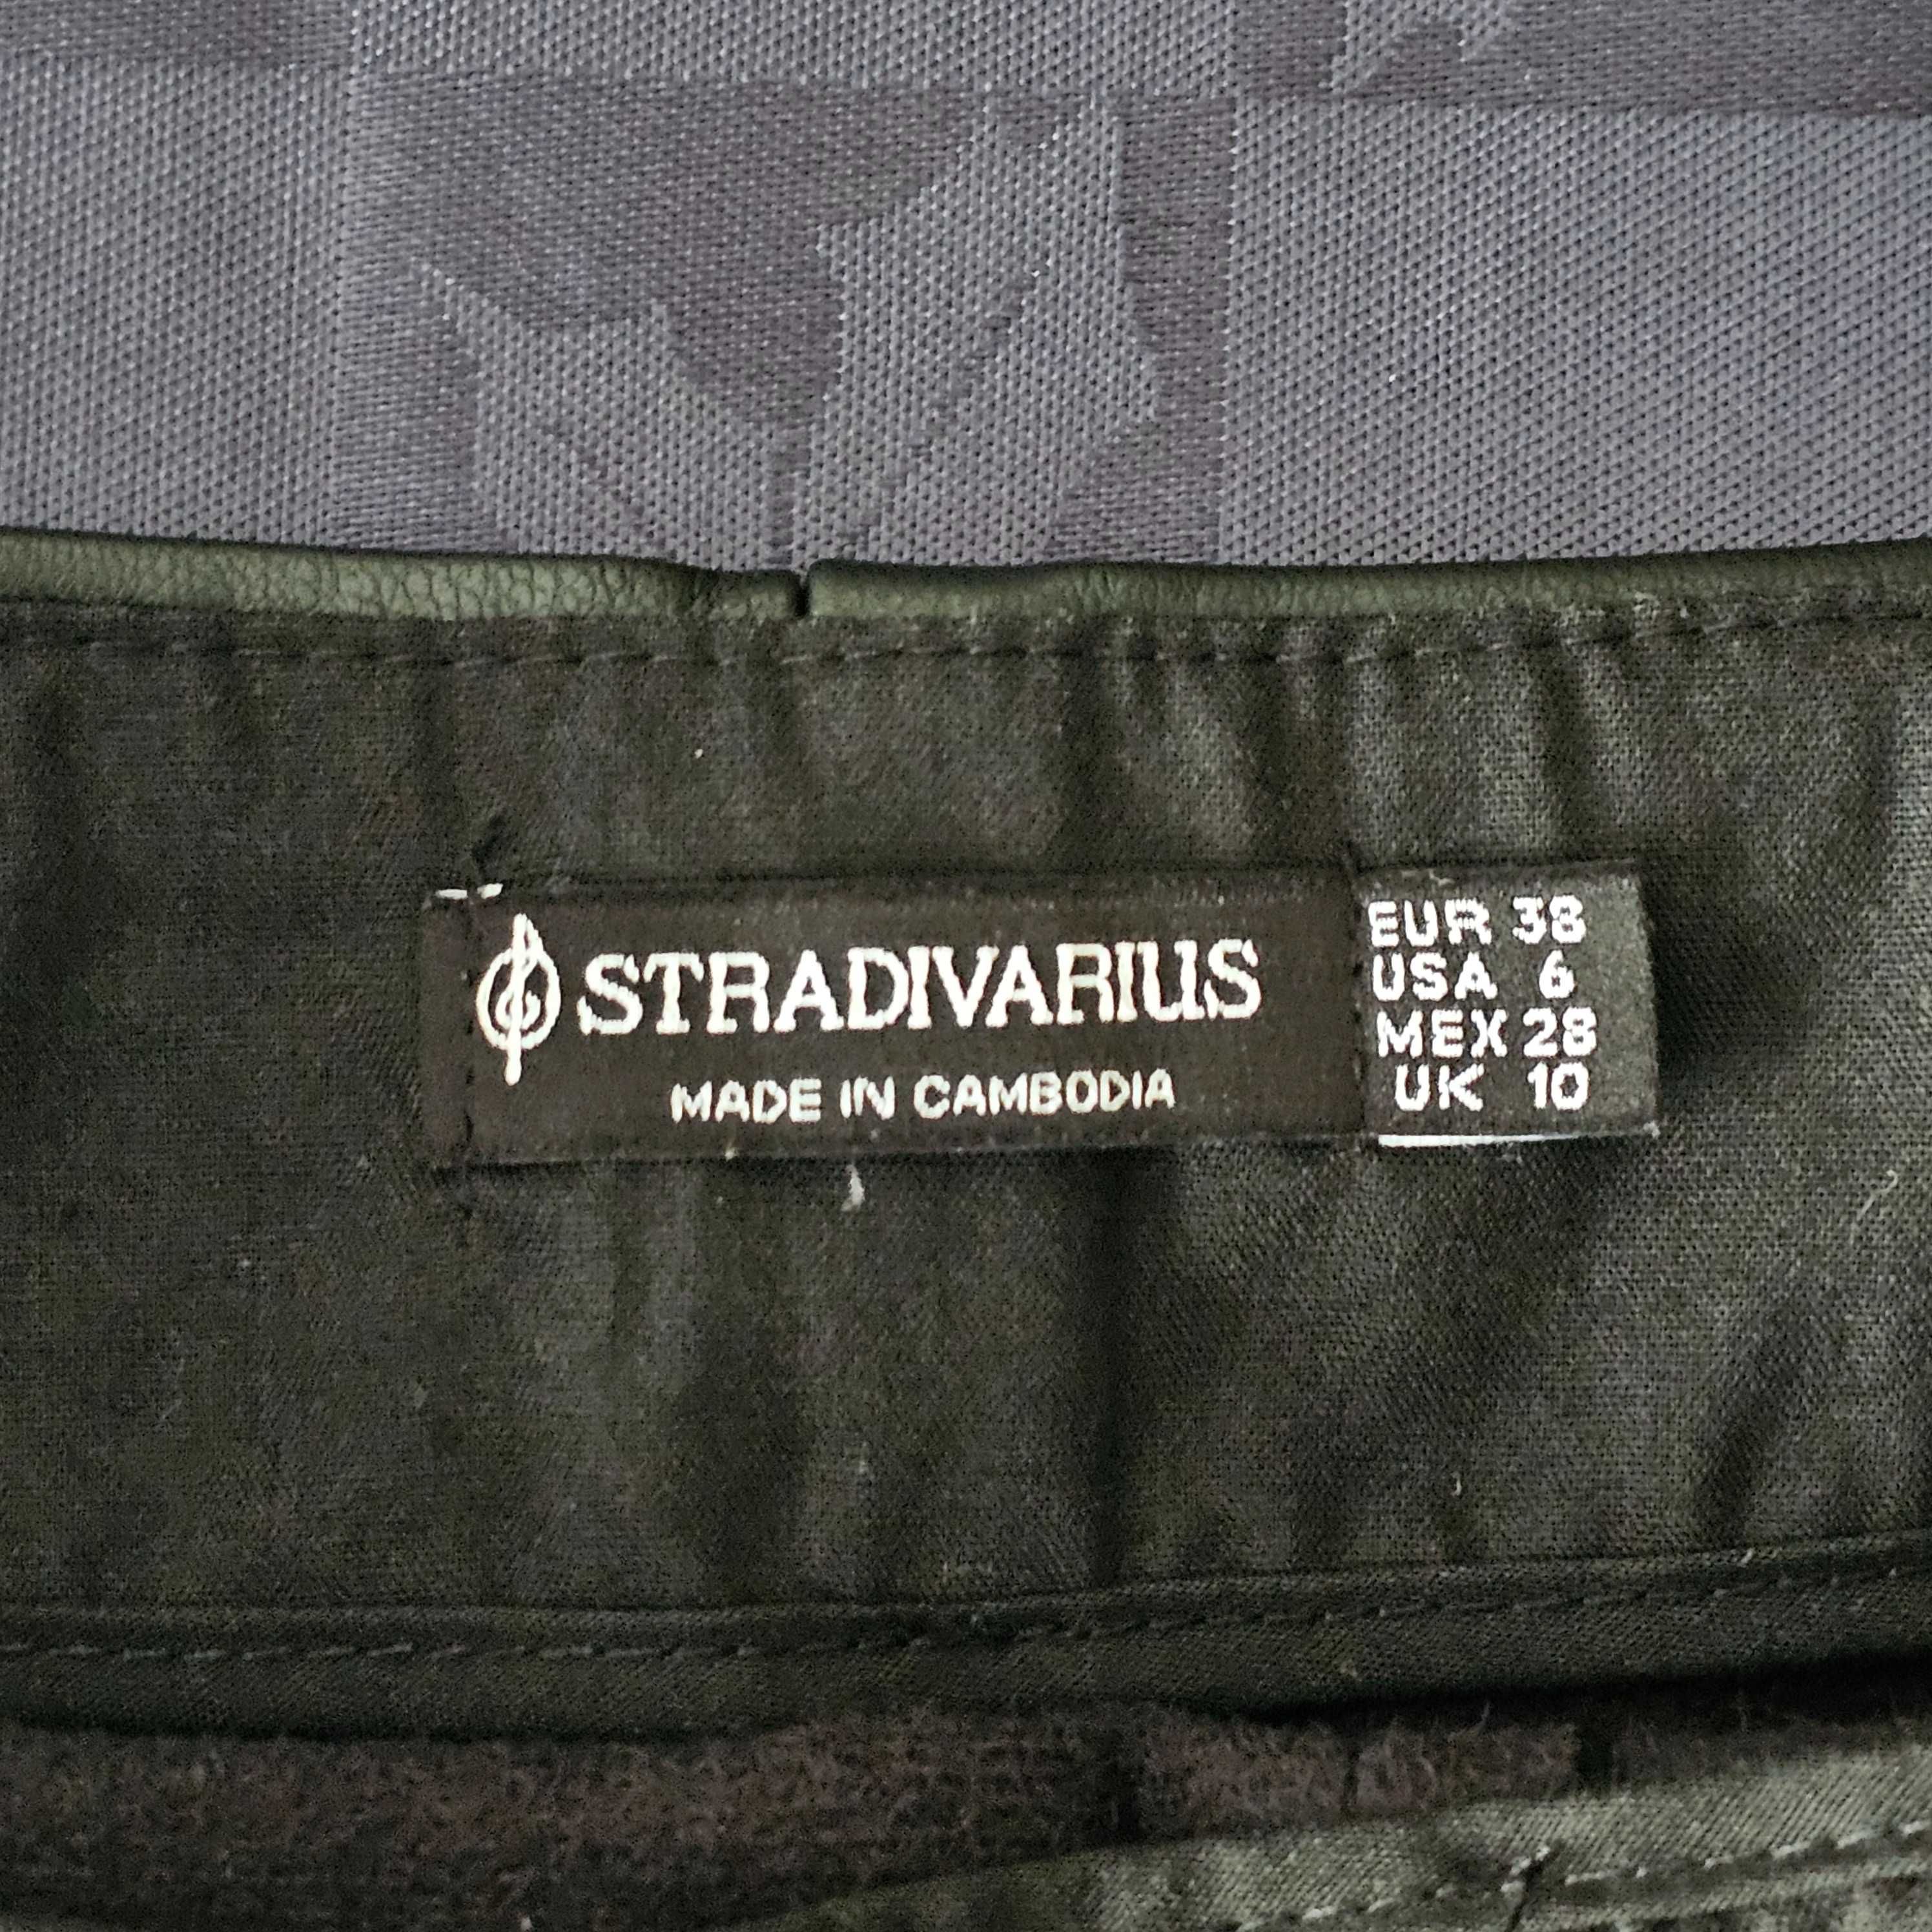 STRADIVARIUS
MADE IN CAMBODIA
EUR 38
USA 6
MEX 28
UK 10